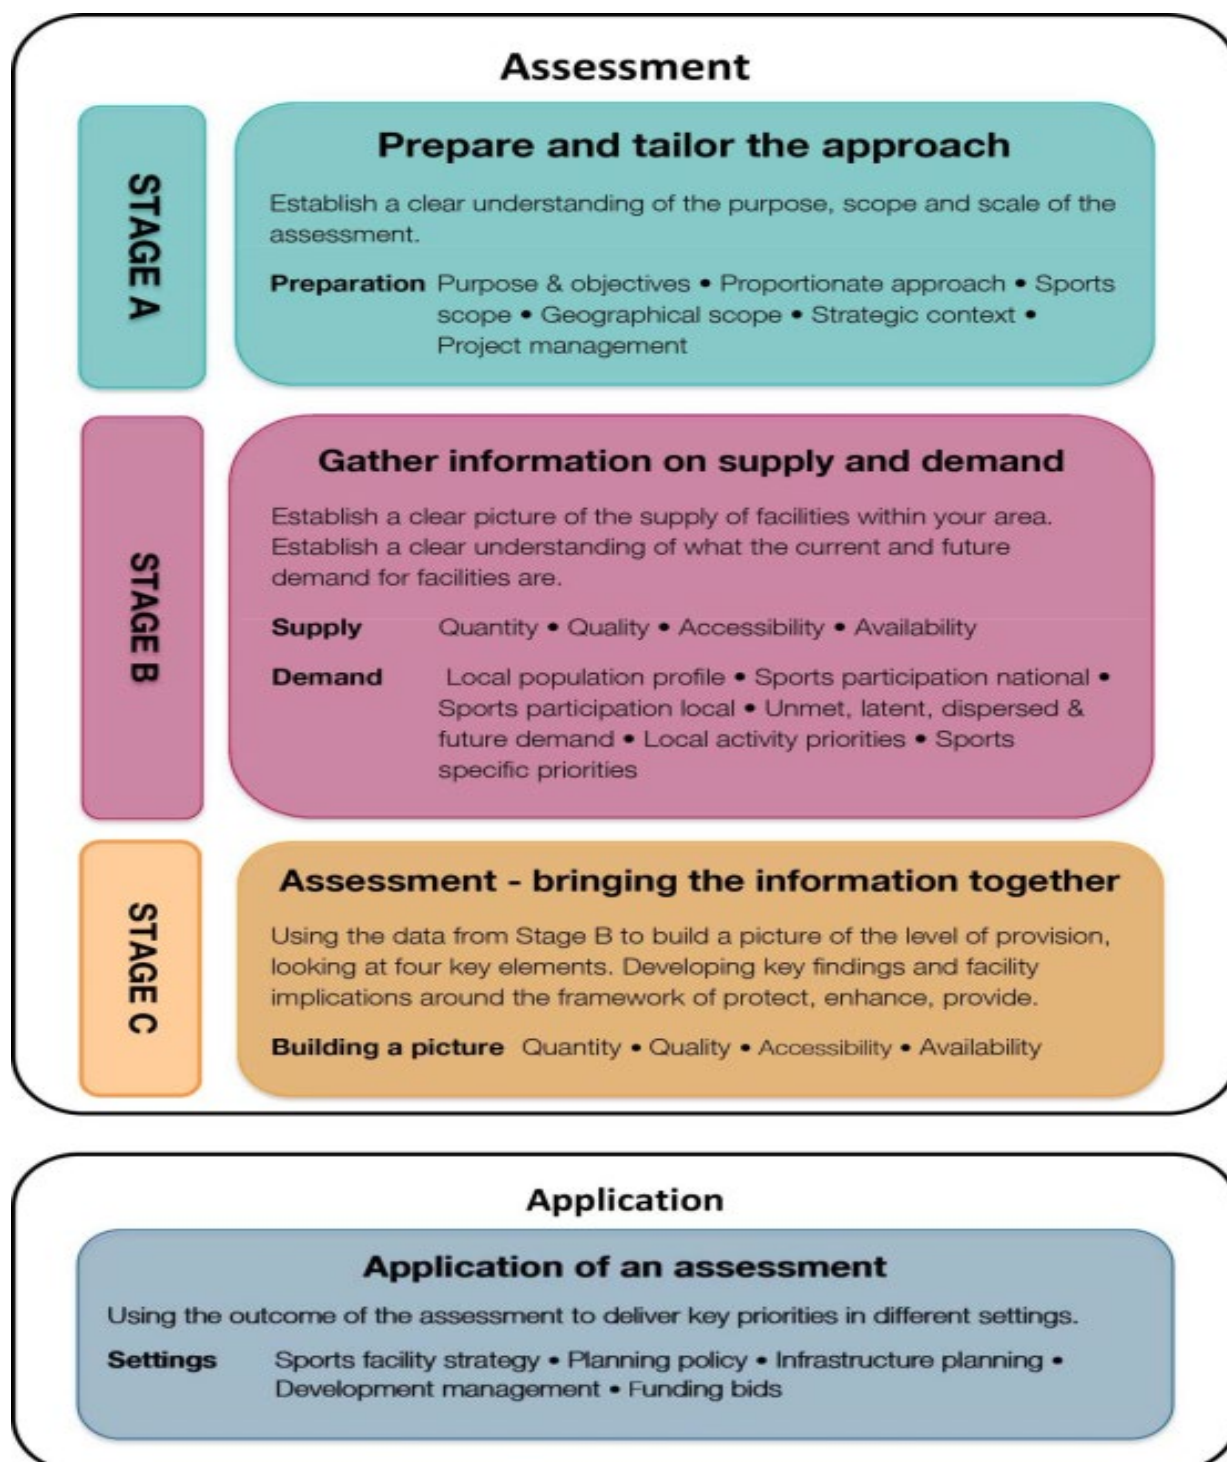 Assessment
STAGE A
Prepare and tailor the approach
Establish a clear understanding of the purpose, scope and scale of the
assessment.
Preparation Purpose & objectives • Proportionate approach • Sports
scope • Geographical scope • Strategic context •
Project management
STAGE B
Gather information on supply and demand
Establish a clear picture of the supply of facilities within your area.
Establish a clear understanding of what the current and future
demand for facilities are.
Supply Quantity • Quality • Accessibility • Availability
Demand Local population profile • Sports participation national •
Sports participation local • Unmet, latent, dispersed &
future demand • Local activity priorities • Sports
specific priorities
STAGE C
Assessment - bringing the information together
Using the data from Stage B to build a picture of the level of provision,
looking at four key elements. Developing key findings and facility
implications around the framework of protect, enhance, provide.
Building a picture Quantity • Quality • Accessibility • Availability
Application
Application of an assessment
Using the outcome of the assessment to deliver key priorities in different settings.
Settings Sports facility strategy • Planning policy • Infrastructure planning •
Development management • Funding bids